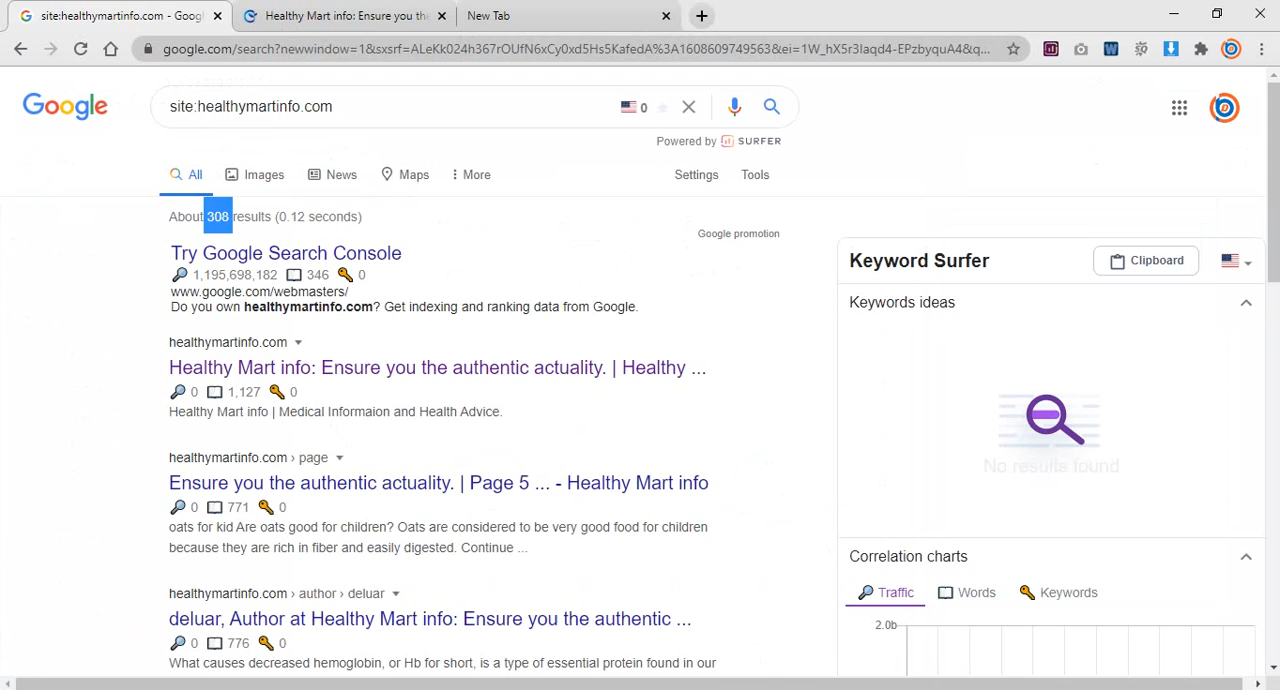 site:healthymartinfo.com - Googl
Healthy Mart info: Ensure you the
New Tab
google.com/search?newwindow=1&sxsrf=ALeKk024h367rOUfN6xCy0xd5Hs5KafedA%3A1608609749563&ei=1W_hX5r3Iaqd4-EPzbyquA4&q...
Google
site:healthymartinfo.com
0
Powered by SURFER
All
Images
News
Maps
More
Settings
Tools
About 308 results (0.12 seconds)
Google promotion
Try Google Search Console
1,195,698,182 346 0
www.google.com/webmasters/
Do you own healthymartinfo.com? Get indexing and ranking data from Google.
healthymartinfo.com
Healthy Mart info: Ensure you the authentic actuality. | Healthy ...
0 1,127 0
Healthy Mart info | Medical Informaion and Health Advice.
healthymartinfo.com › page
Ensure you the authentic actuality. | Page 5 ... - Healthy Mart info
0 771 0
oats for kid Are oats good for children? Oats are considered to be very good food for children
because they are rich in fiber and easily digested. Continue ...
healthymartinfo.com › author › deluar
deluar, Author at Healthy Mart info: Ensure you the authentic ...
0 776 0
What causes decreased hemoglobin, or Hb for short, is a type of essential protein found in our
Keyword Surfer
Clipboard
Keywords ideas
No results found
Correlation charts
Traffic
Words
Keywords
2.0b